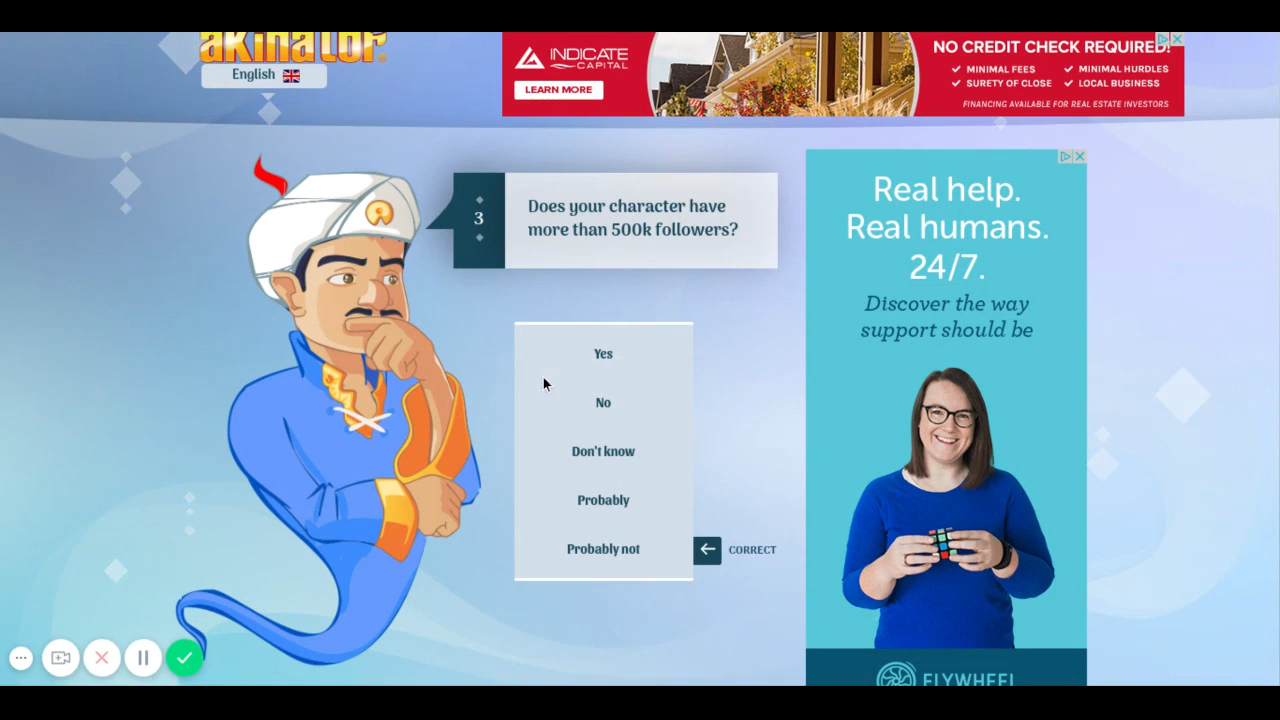 akinator
English
INDICATE
CAPITAL
LEARN MORE
NO CREDIT CHECK REQUIRED!
MINIMAL FEES
MINIMAL HURDLES
SURETY OF CLOSE
LOCAL BUSINESS
FINANCING AVAILABLE FOR REAL ESTATE INVESTORS
3
Does your character have
more than 500k followers?
Yes
No
Don't know
Probably
Probably not
CORRECT
Real help.
Real humans.
24/7.
Discover the way
support should be
FLYWHEEL